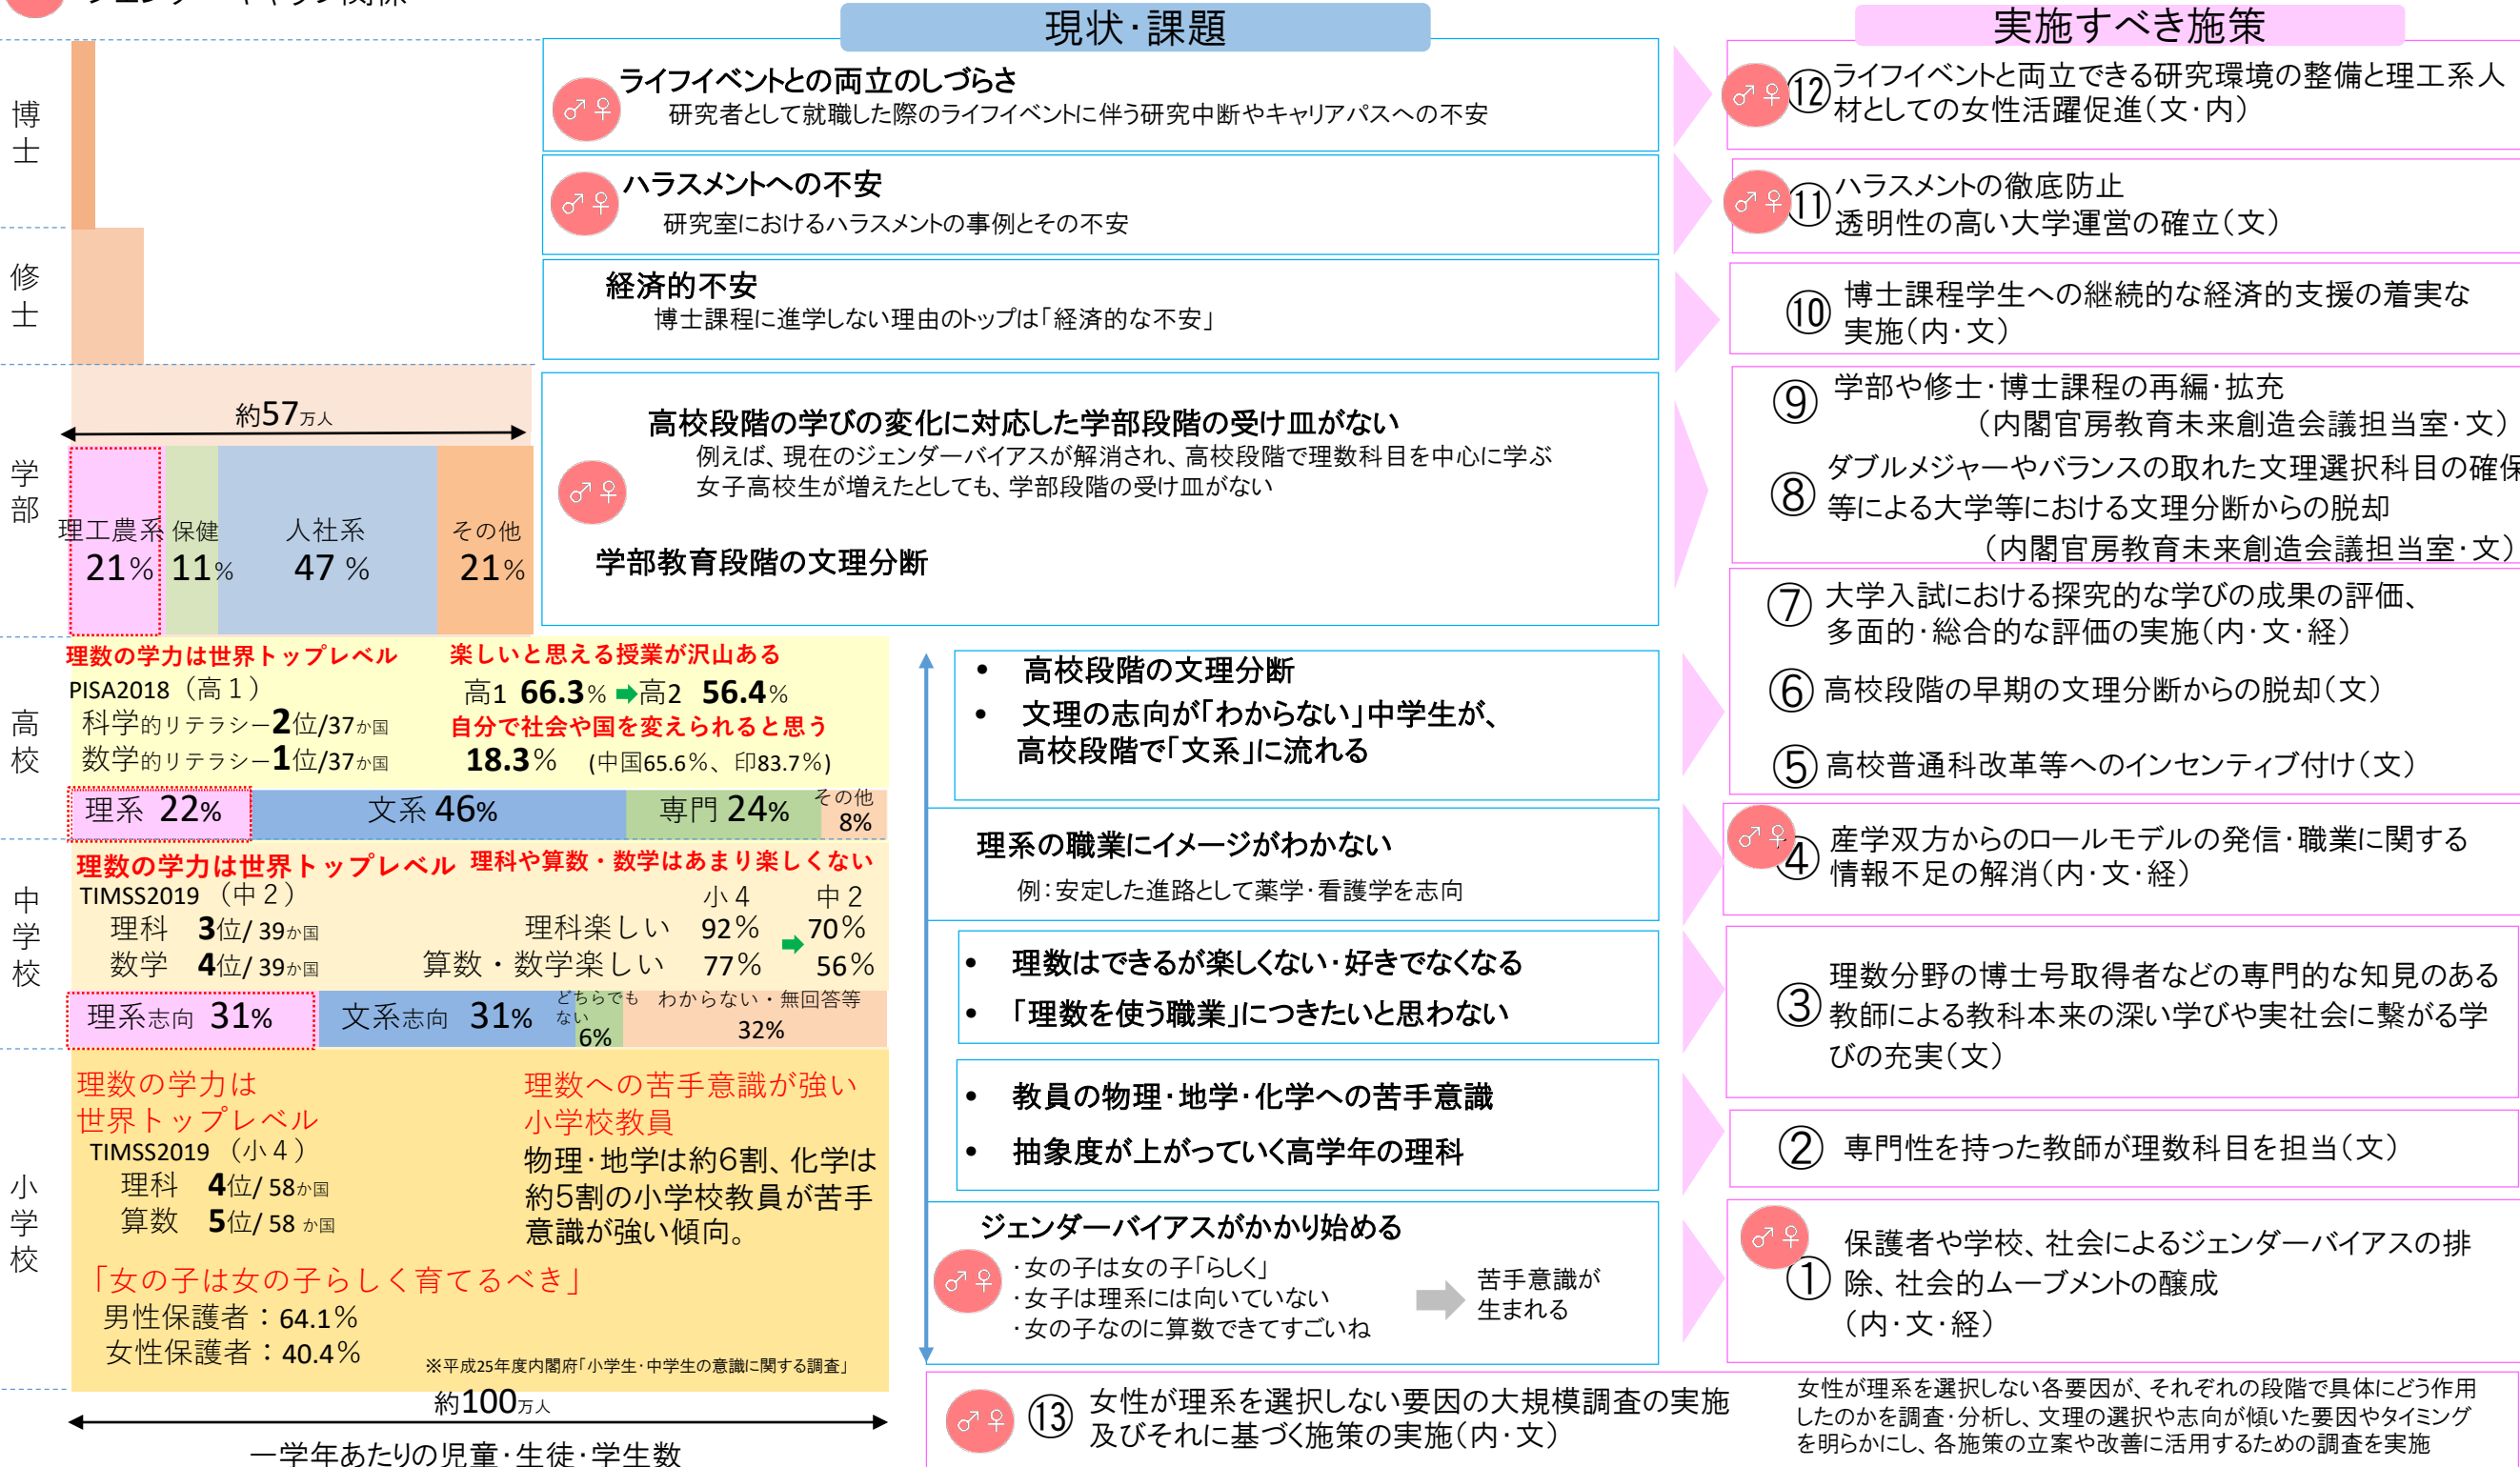 現状・課題
実施すべき施策
博士
修士
学部
高校
中学校
小学校
約57万人
理工農系 保健 人社系 その他
21% 11% 47 % 21%
理数の学力は世界トップレベル
PISA2018（高１）
科学的リテラシー2位/37か国
数学的リテラシー1位/37か国
楽しいと思える授業が沢山ある
高1 66.3% 高2 56.4%
自分で社会や国を変えられると思う
18.3% (中国65.6%、印83.7%)
理系 22% 文系 46% 専門 24% その他 8%
理数の学力は世界トップレベル
TIMSS2019 （中２）
理科 3位/ 39か国
数学 4位/ 39か国
理科や算数・数学はあまり楽しくない
小４ 中２
理科楽しい 92% 70%
算数・数学楽しい 77% 56%
理系志向 31% 文系志向 31% どちらでもない 6% わからない・無回答等 32%
理数の学力は
世界トップレベル
TIMSS2019 （小４）
理科 4位/ 58か国
算数 5位/ 58 か国
理数への苦手意識が強い
小学校教員
物理・地学は約6割、化学は
約5割の小学校教員が苦手
意識が強い傾向。
「女の子は女の子らしく育てるべき」
男性保護者：64.1%
女性保護者：40.4%
※平成25年度内閣府「小学生・中学生の意識に関する調査」
約100万人
一学年あたりの児童・生徒・学生数
ライフイベントとの両立のしづらさ
研究者として就職した際のライフイベントに伴う研究中断やキャリアパスへの不安
ハラスメントへの不安
研究室におけるハラスメントの事例とその不安
経済的不安
博士課程に進学しない理由のトップは「経済的な不安」
高校段階の学びの変化に対応した学部段階の受け皿がない
例えば、現在のジェンダーバイアスが解消され、高校段階で理数科目を中心に学ぶ
女子高校生が増えたとしても、学部段階の受け皿がない
学部教育段階の文理分断
• 高校段階の文理分断
• 文理の志向が「わからない」中学生が、
高校段階で「文系」に流れる
理系の職業にイメージがわかない
例：安定した進路として薬学・看護学を志向
• 理数はできるが楽しくない・好きでなくなる
• 「理数を使う職業」につきたいと思わない
• 教員の物理・地学・化学への苦手意識
• 抽象度が上がっていく高学年の理科
ジェンダーバイアスがかかり始める
・女の子は女の子「らしく」
・女子は理系には向いていない
・女の子なのに算数できてすごいね
苦手意識が
生まれる
⑫ ライフイベントと両立できる研究環境の整備と理工系人
材としての女性活躍促進（文・内）
⑪ ハラスメントの徹底防止
透明性の高い大学運営の確立（文）
⑩ 博士課程学生への継続的な経済的支援の着実な
実施（内・文）
⑨ 学部や修士・博士課程の再編・拡充
（内閣官房教育未来創造会議担当室・文）
⑧ ダブルメジャーやバランスの取れた文理選択科目の確保
等による大学等における文理分断からの脱却
（内閣官房教育未来創造会議担当室・文）
⑦ 大学入試における探究的な学びの成果の評価、
多面的・総合的な評価の実施（内・文・経）
⑥ 高校段階の早期の文理分断からの脱却（文）
⑤ 高校普通科改革等へのインセンティブ付け（文）
④ 産学双方からのロールモデルの発信・職業に関する
情報不足の解消（内・文・経）
③ 理数分野の博士号取得者などの専門的な知見のある
教師による教科本来の深い学びや実社会に繋がる学
びの充実（文）
② 専門性を持った教師が理数科目を担当（文）
① 保護者や学校、社会によるジェンダーバイアスの排
除、社会的ムーブメントの醸成
（内・文・経）
⑬ 女性が理系を選択しない要因の大規模調査の実施
及びそれに基づく施策の実施（内・文）
女性が理系を選択しない各要因が、それぞれの段階で具体にどう作用
したのかを調査・分析し、文理の選択や志向が傾いた要因やタイミング
を明らかにし、各施策の立案や改善に活用するための調査を実施